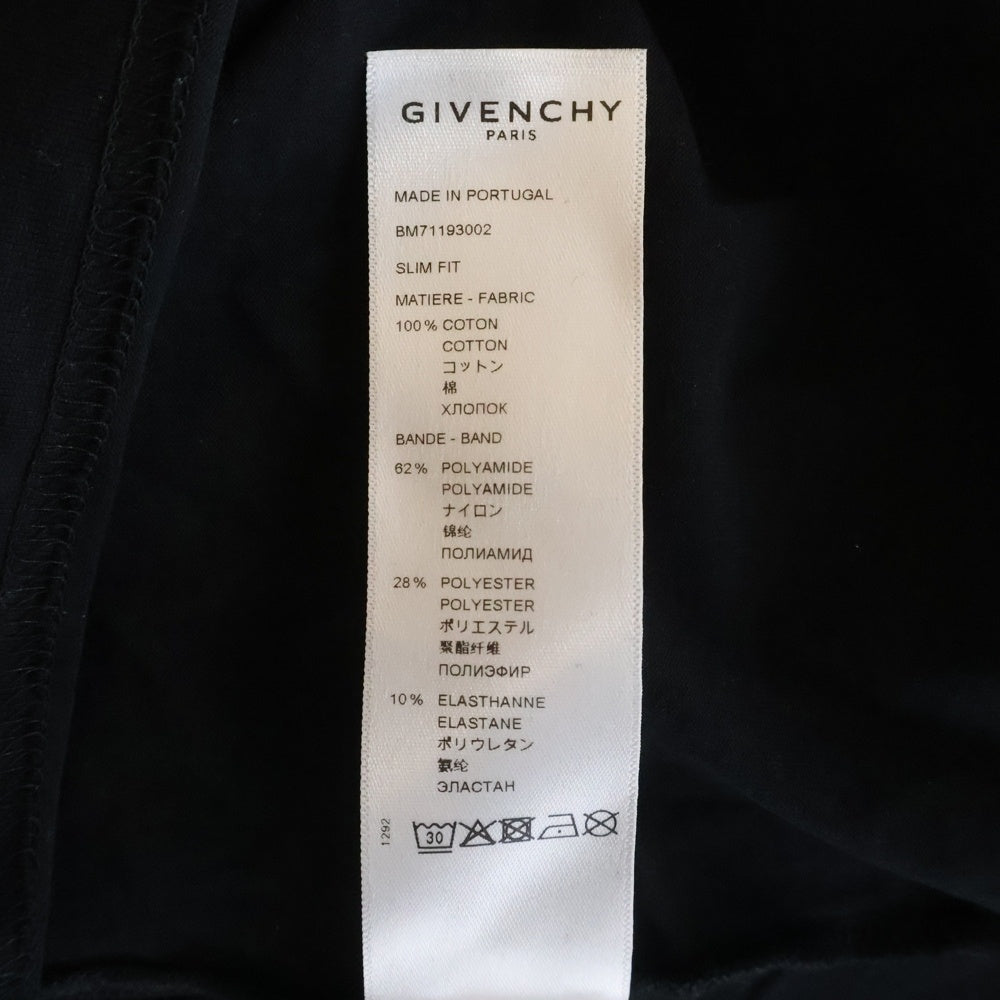 GIVENCHY
PARIS
MADE IN PORTUGAL
BM71193002
SLIM FIT
MATIERE - FABRIC
100% COTON
COTTON
コットン
棉
ХЛОПОК
BANDE - BAND
62% POLYAMIDE
POLYAMIDE
ナイロン
锦纶
ПОЛИАМИД
28% POLYESTER
POLYESTER
ポリエステル
聚酯纤维
ПОЛИЭФИР
10% ELASTHANNE
ELASTANE
ポリウレタン
氨纶
ЭЛАСТАН
1292
30